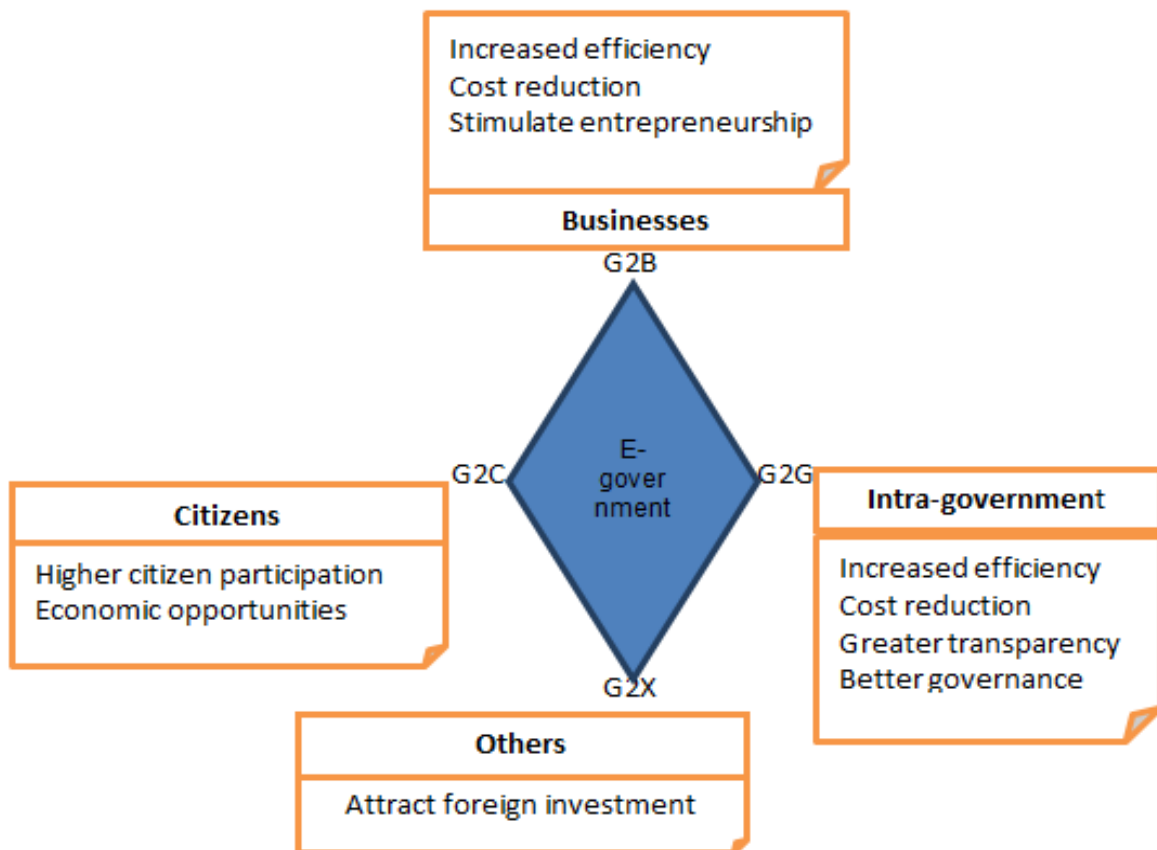 Increased efficiency
Cost reduction
Stimulate entrepreneurship
Businesses
G2B
E-
gover
nment
G2C
G2G
Citizens
Higher citizen participation
Economic opportunities
Intra-government
Increased efficiency
Cost reduction
Greater transparency
Better governance
G2X
Others
Attract foreign investment